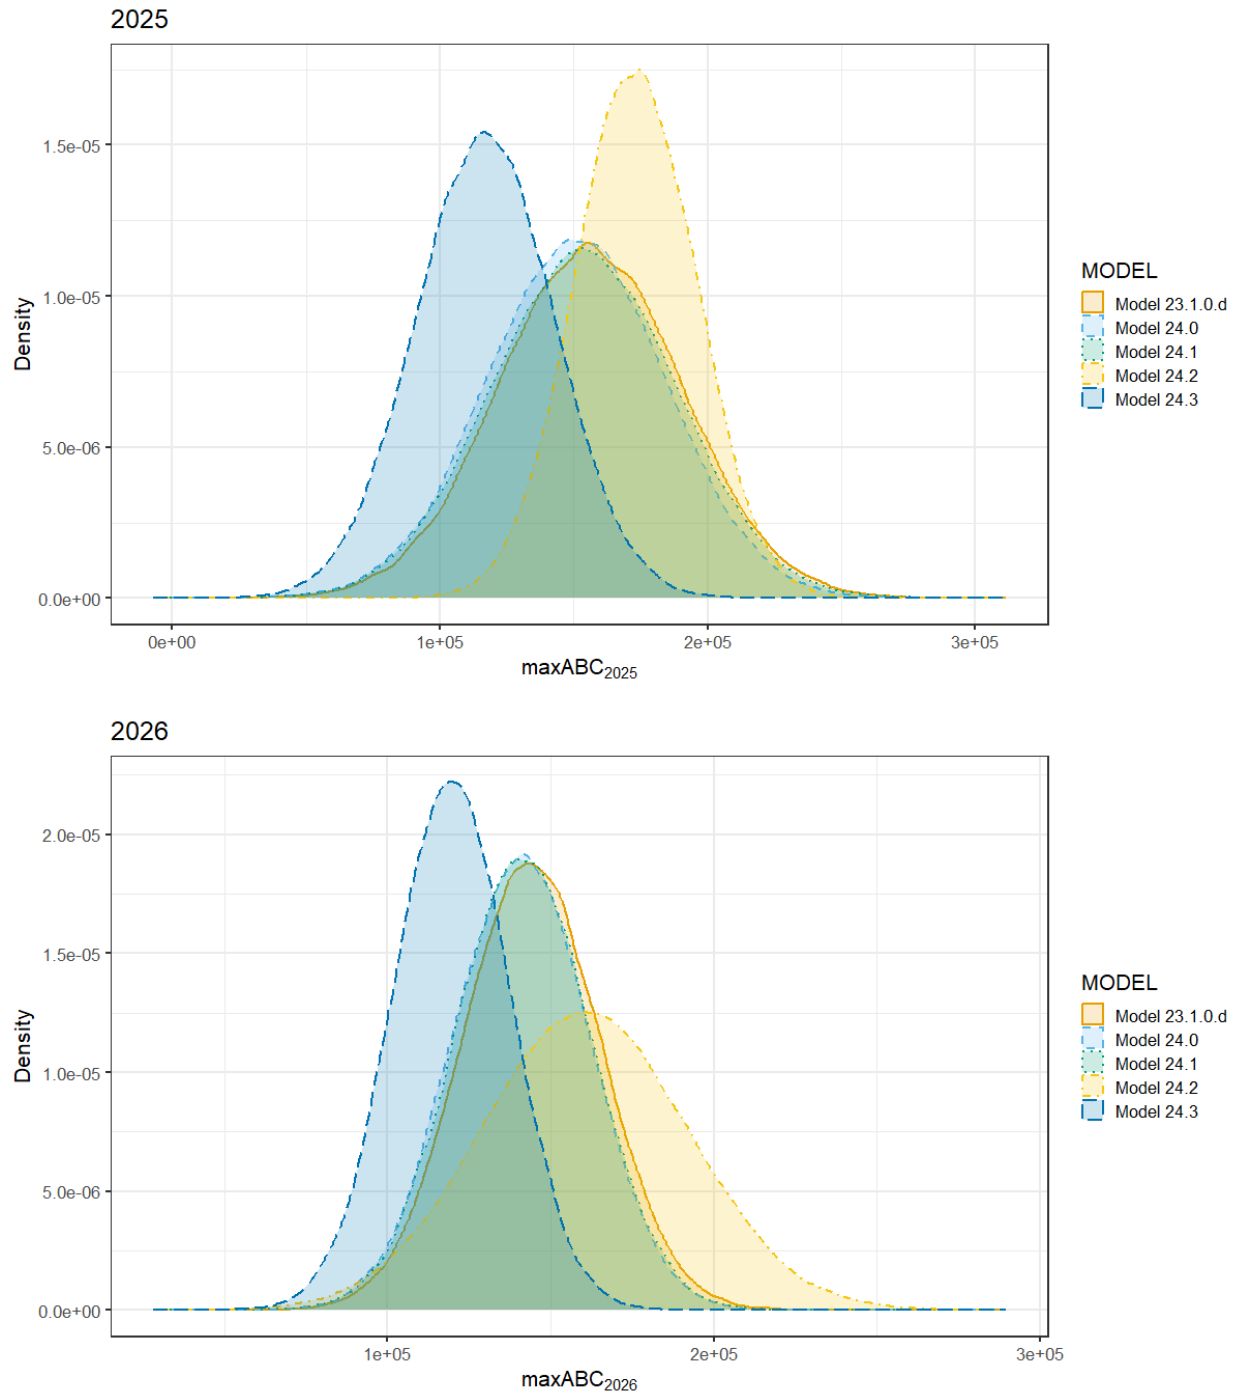 2025
1.5e-05
1.0e-05
5.0e-06
0.0e+00
Density
0e+00 1e+05 2e+05 3e+05
maxABC2025
MODEL
Model 23.1.0.d
Model 24.0
Model 24.1
Model 24.2
Model 24.3
2026
2.0e-05
1.5e-05
1.0e-05
5.0e-06
0.0e+00
Density
1e+05 2e+05 3e+05
maxABC2026
MODEL
Model 23.1.0.d
Model 24.0
Model 24.1
Model 24.2
Model 24.3